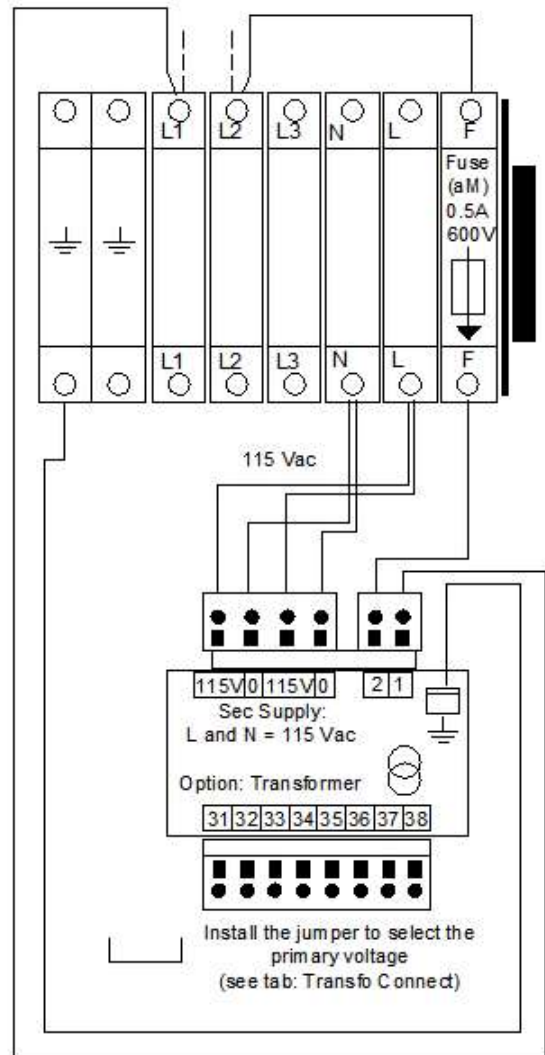 L1 L2 L3 N L F
Fuse
(aM)
0.5A
600V
L1 L2 L3 N L F
115 Vac
115V 0 115V 0 2 1
Sec Supply:
L and N = 115 Vac
Option: Transformer
31 32 33 34 35 36 37 38
Install the jumper to select the
primary voltage
(see tab: Transfo Connect)